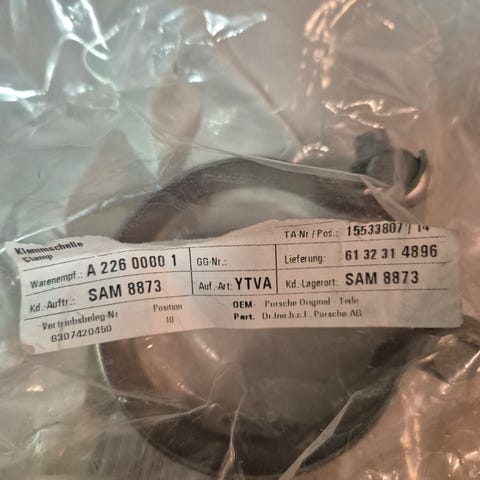 Klemmschelle
Clamp
TA-Nr / Pos.: 15533807 / 14
Warenempf.: A 226 0000 1
GG-Nr.:
Lieferung: 61 32 31 4896
Kd.-Auftr.: SAM 8873
Auf.-Art: YTVA
Kd.-Lagerort: SAM 8873
Vertriebsbeleg-Nr
6307420450
Position
10
OEM- Porsche Original - Teile
Part. Dr.Ing.h.c.F. Porsche AG